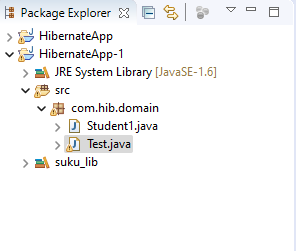 Package Explorer
HibernateApp
HibernateApp-1
JRE System Library [JavaSE-1.6]
src
com.hib.domain
Student1.java
Test.java
suku_lib